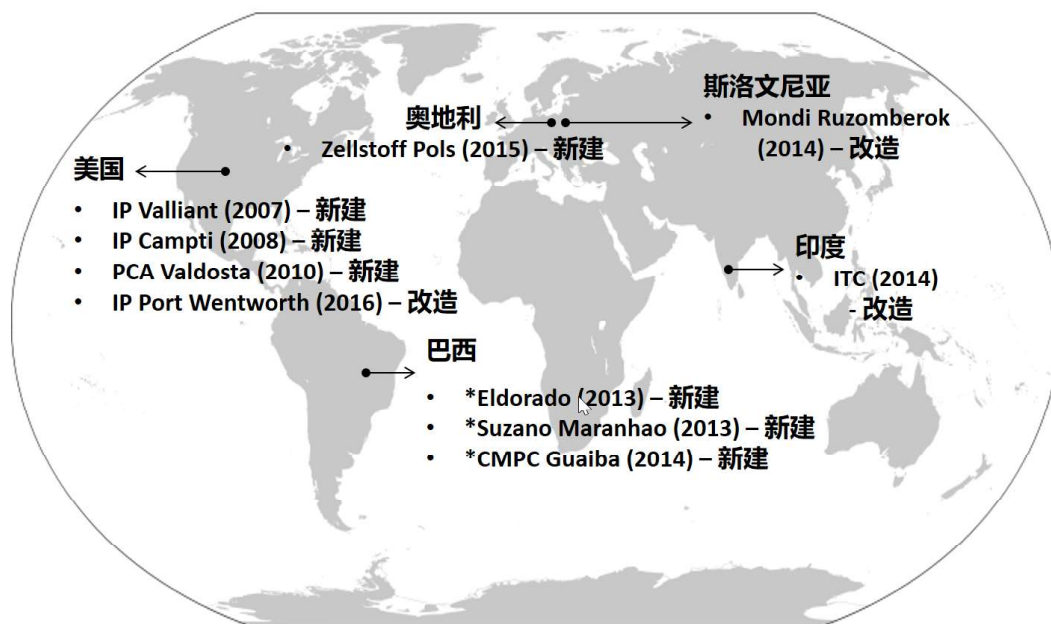 斯洛文尼亚
• Mondi Ruzomberok
(2014) – 改造
奥地利
• Zellstoff Pols (2015) – 新建
美国
• IP Valliant (2007) – 新建
• IP Campti (2008) – 新建
• PCA Valdosta (2010) – 新建
• IP Port Wentworth (2016) – 改造
印度
• ITC (2014)
- 改造
巴西
• *Eldorado (2013) – 新建
• *Suzano Maranhao (2013) – 新建
• *CMPC Guaiba (2014) – 新建